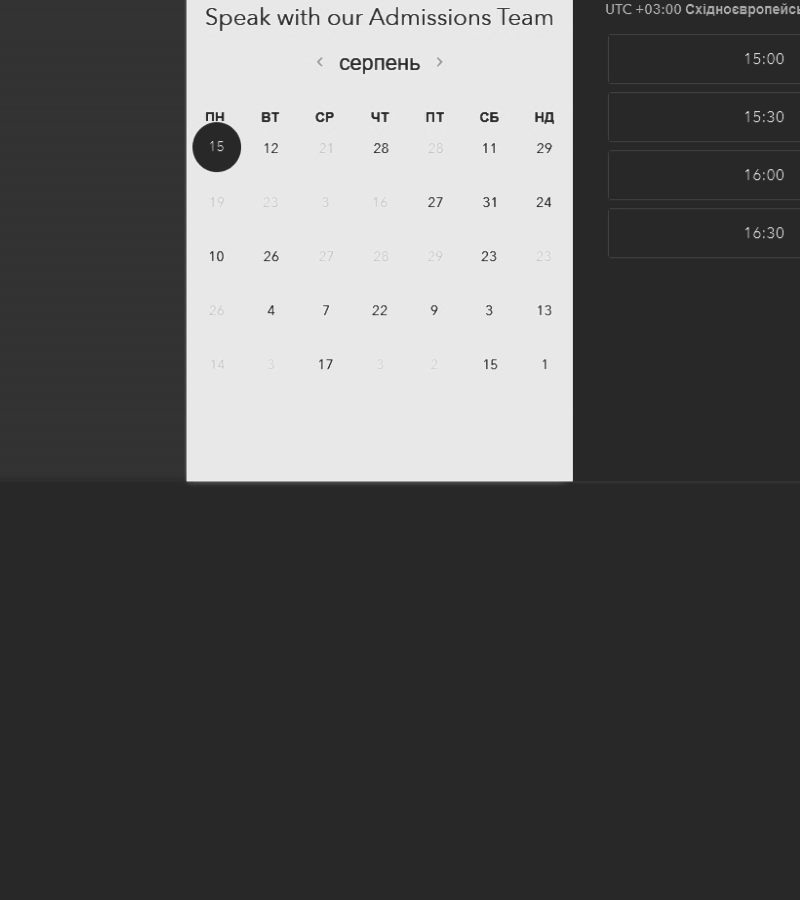 Speak with our Admissions Team
серпень
ПН ВТ СР ЧТ ПТ СБ НД
15 12 21 28 28 11 29
19 23 3 16 27 31 24
10 26 27 28 29 23 23
26 4 7 22 9 3 13
14 3 17 3 2 15 1
UTC +03:00
15:00
15:30
16:00
16:30